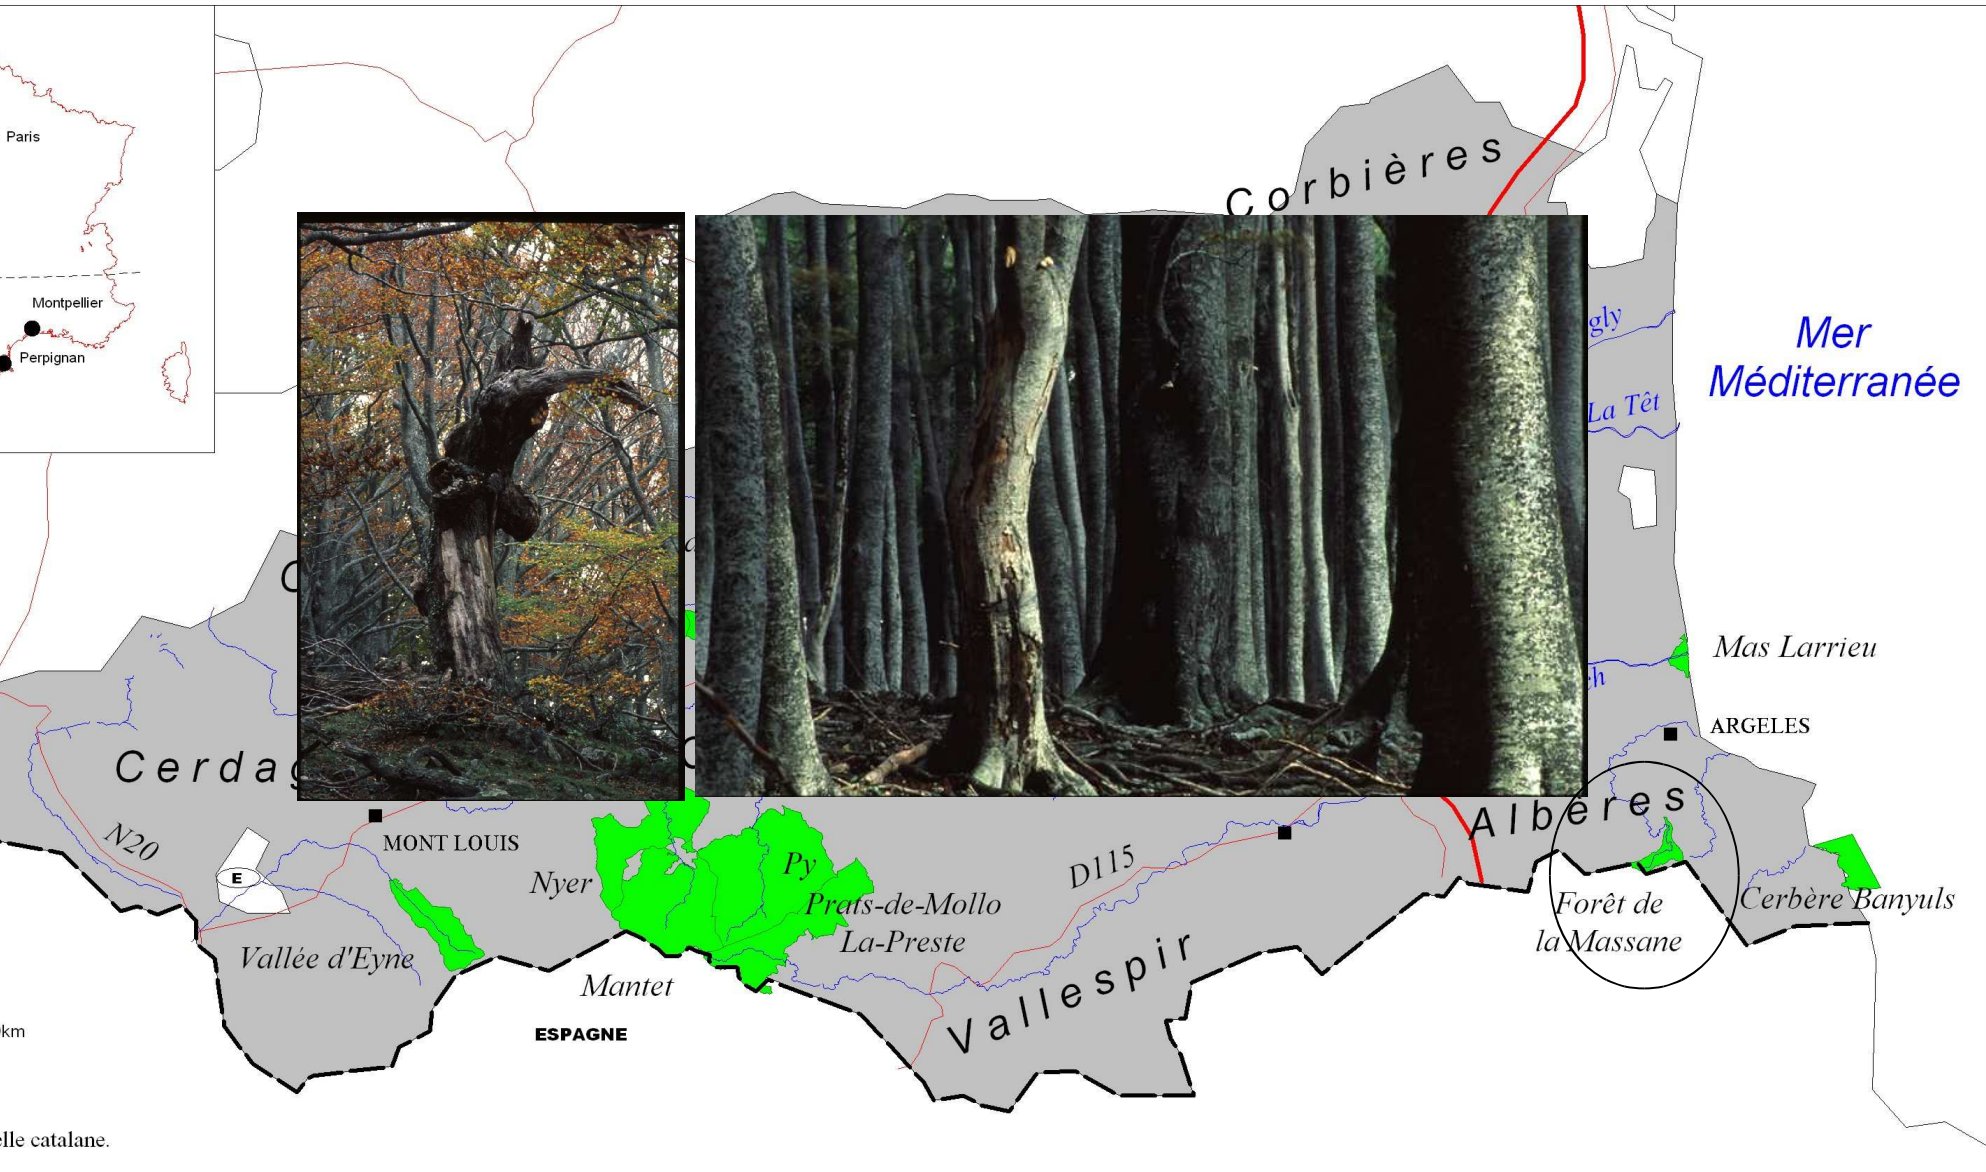 Paris
Montpellier
Perpignan
Corbières
gly
La Têt
Mer
Méditerranée
Mas Larrieu
ARGELES
Cerdag
N20
MONT LOUIS
E
Albères
Nyer
Py
D115
Prats-de-Mollo
La-Preste
Forêt de
la Massane
Cerbère Banyuls
Vallée d'Eyne
Mantet
Vallespir
ESPAGNE
km
elle catalane.